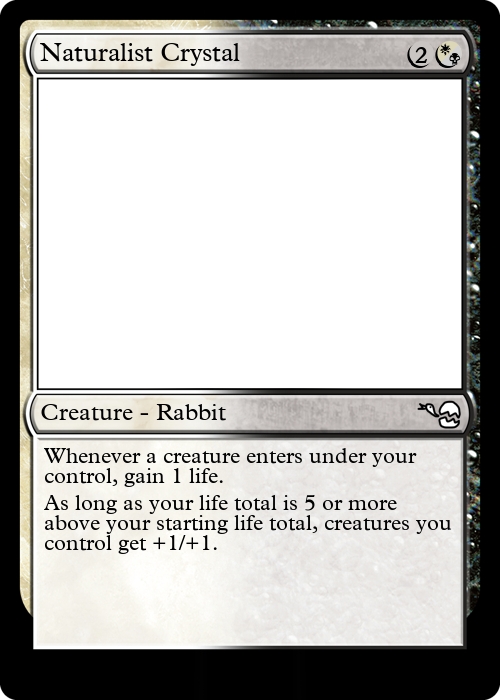 Naturalist Crystal 2
Creature - Rabbit
Whenever a creature enters under your
control, gain 1 life.
As long as your life total is 5 or more
above your starting life total, creatures you
control get +1/+1.